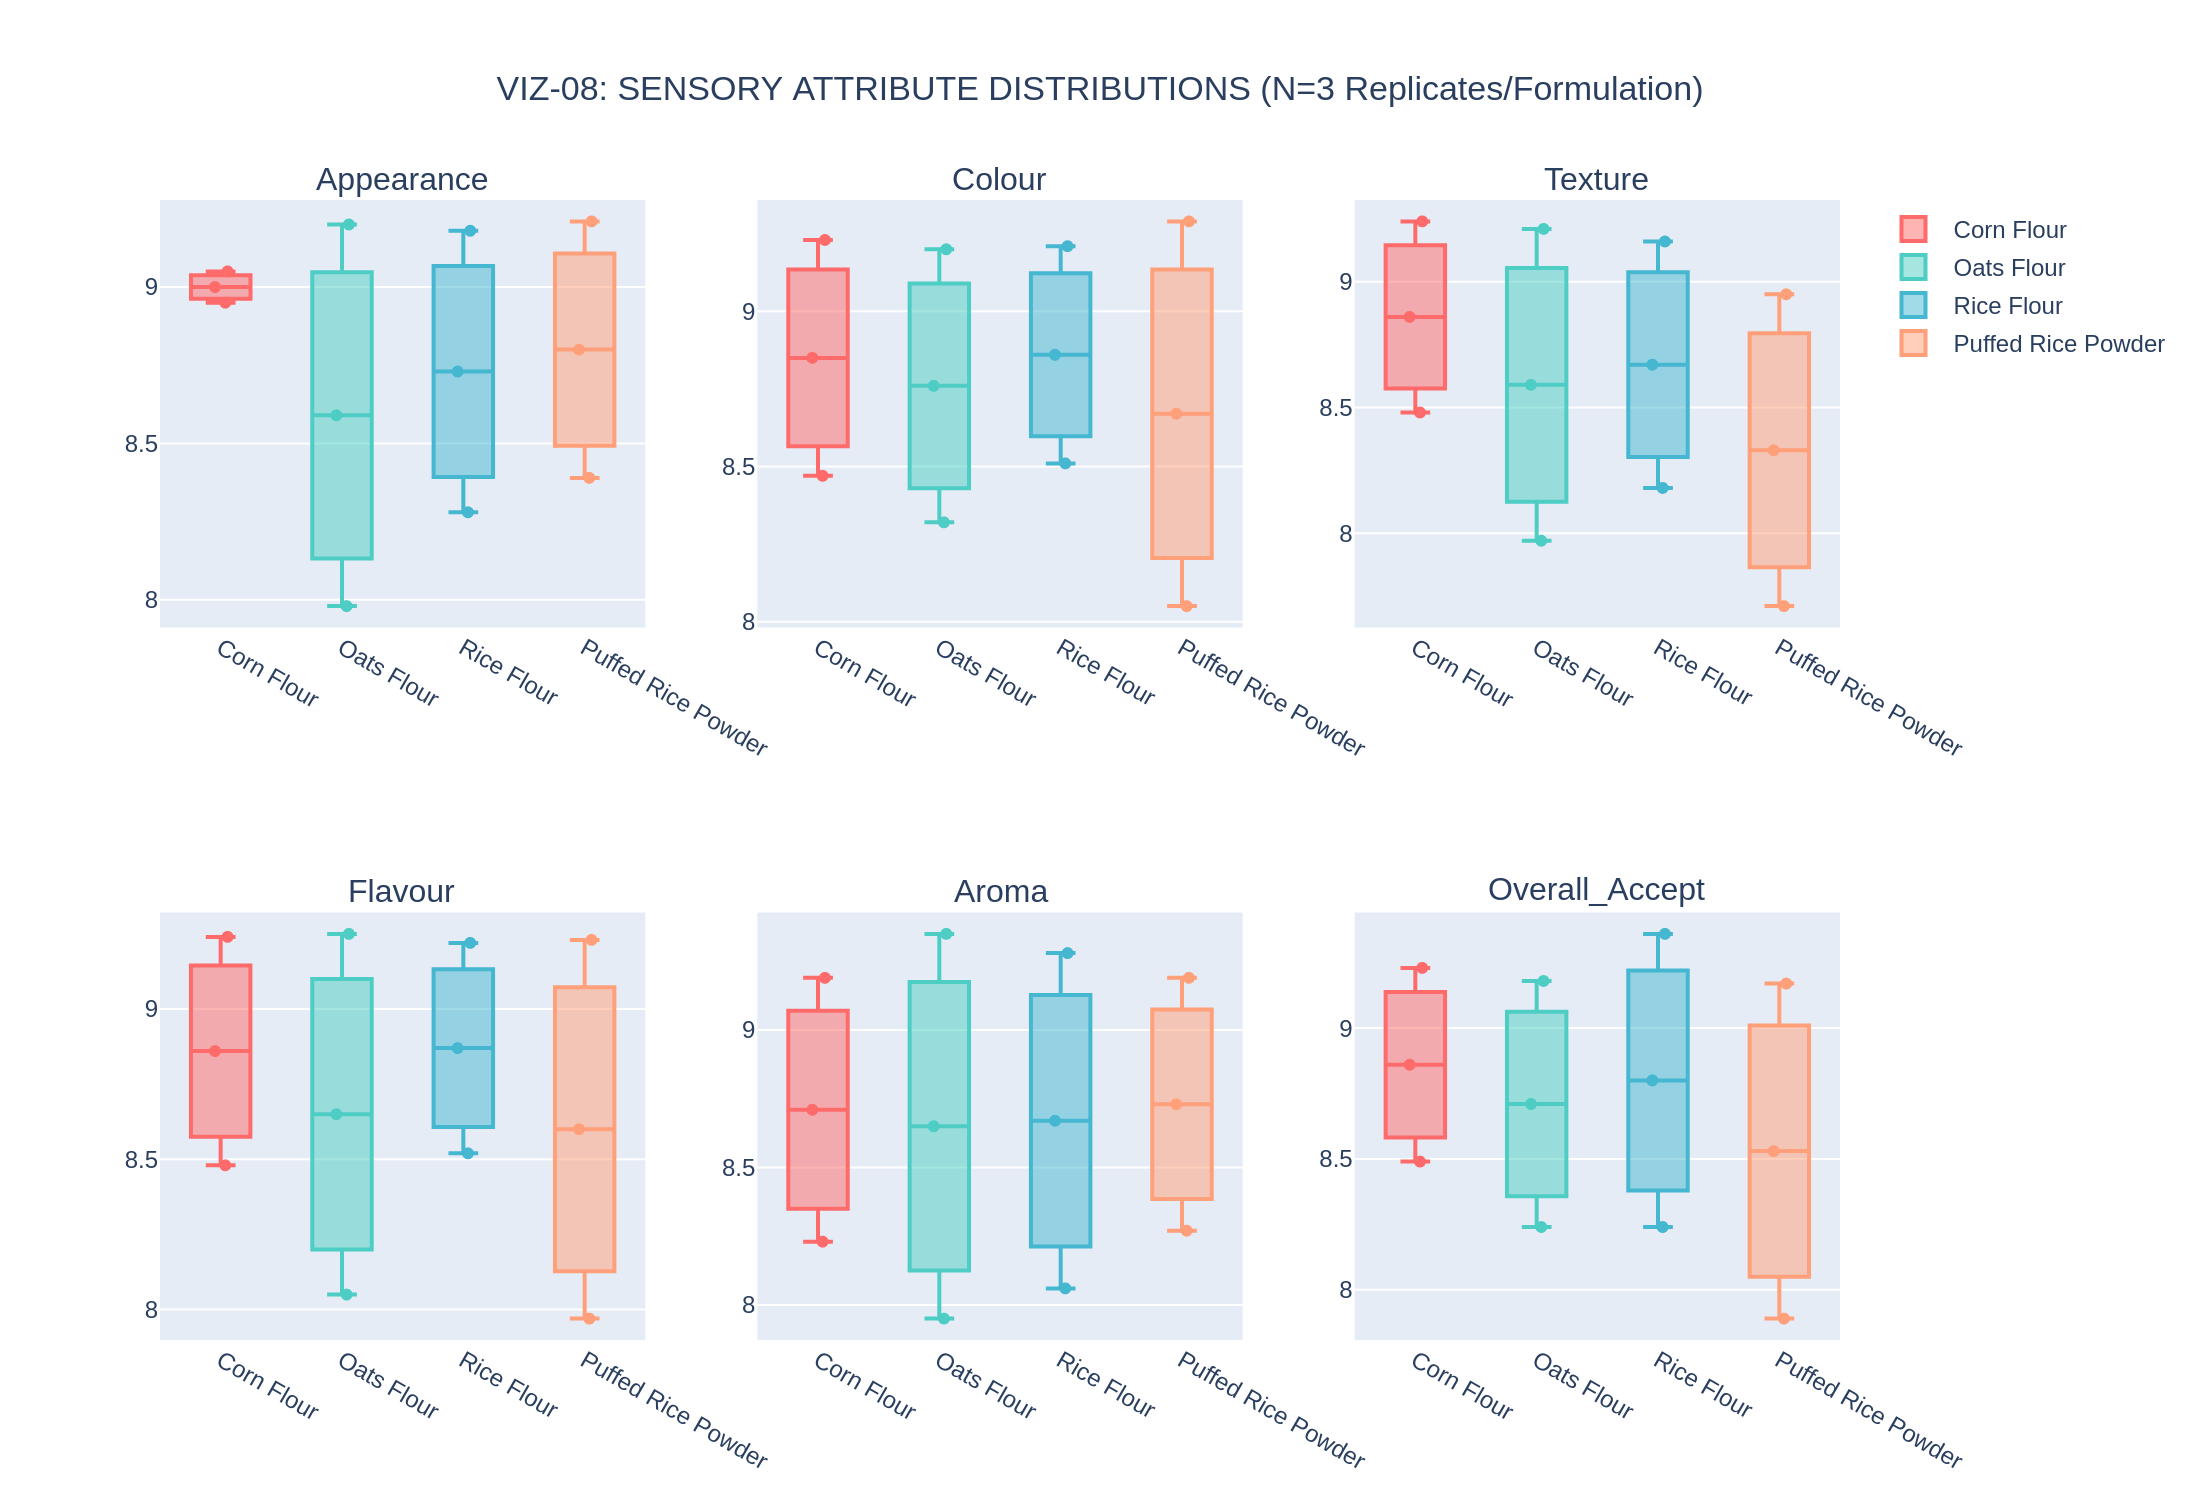 VIZ-08: SENSORY ATTRIBUTE DISTRIBUTIONS (N=3 Replicates/Formulation)
Appearance
9
8.5
8
Corn Flour
Oats Flour
Rice Flour
Puffed Rice Powder
Colour
9
8.5
8
Corn Flour
Oats Flour
Rice Flour
Puffed Rice Powder
Texture
9
8.5
8
Corn Flour
Oats Flour
Rice Flour
Puffed Rice Powder
Corn Flour
Oats Flour
Rice Flour
Puffed Rice Powder
Flavour
9
8.5
8
Corn Flour
Oats Flour
Rice Flour
Puffed Rice Powder
Aroma
9
8.5
8
Corn Flour
Oats Flour
Rice Flour
Puffed Rice Powder
Overall_Accept
9
8.5
8
Corn Flour
Oats Flour
Rice Flour
Puffed Rice Powder